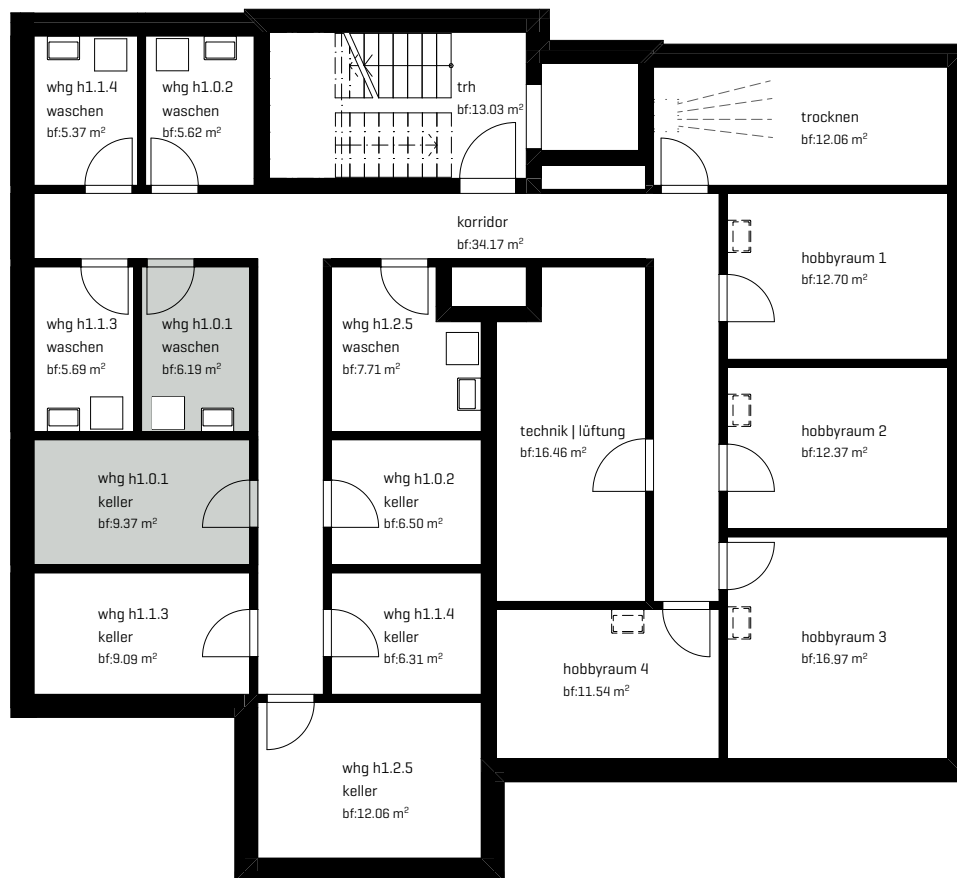 whg h1.1.4
waschen
bf:5.37 m²
whg h1.0.2
waschen
bf:5.62 m²
trh
bf:13.03 m²
trocknen
bf:12.06 m²
korridor
bf:34.17 m²
hobbyraum 1
bf:12.70 m²
whg h1.1.3
waschen
bf:5.69 m²
whg h1.0.1
waschen
bf:6.19 m²
whg h1.2.5
waschen
bf:7.71 m²
technik | lüftung
bf:16.46 m²
hobbyraum 2
bf:12.37 m²
whg h1.0.1
keller
bf:9.37 m²
whg h1.0.2
keller
bf:6.50 m²
whg h1.1.3
keller
bf:9.09 m²
whg h1.1.4
keller
bf:6.31 m²
hobbyraum 4
bf:11.54 m²
hobbyraum 3
bf:16.97 m²
whg h1.2.5
keller
bf:12.06 m²